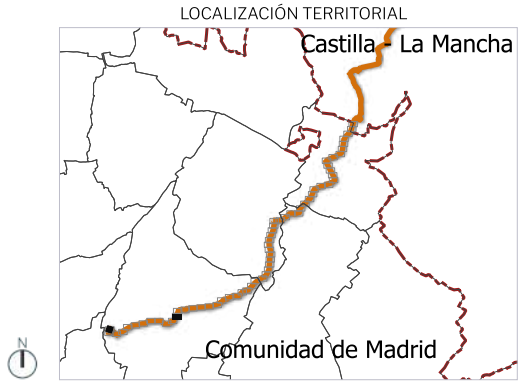 LOCALIZACIÓN TERRITORIAL
Castilla - La Mancha
Comunidad de Madrid
N